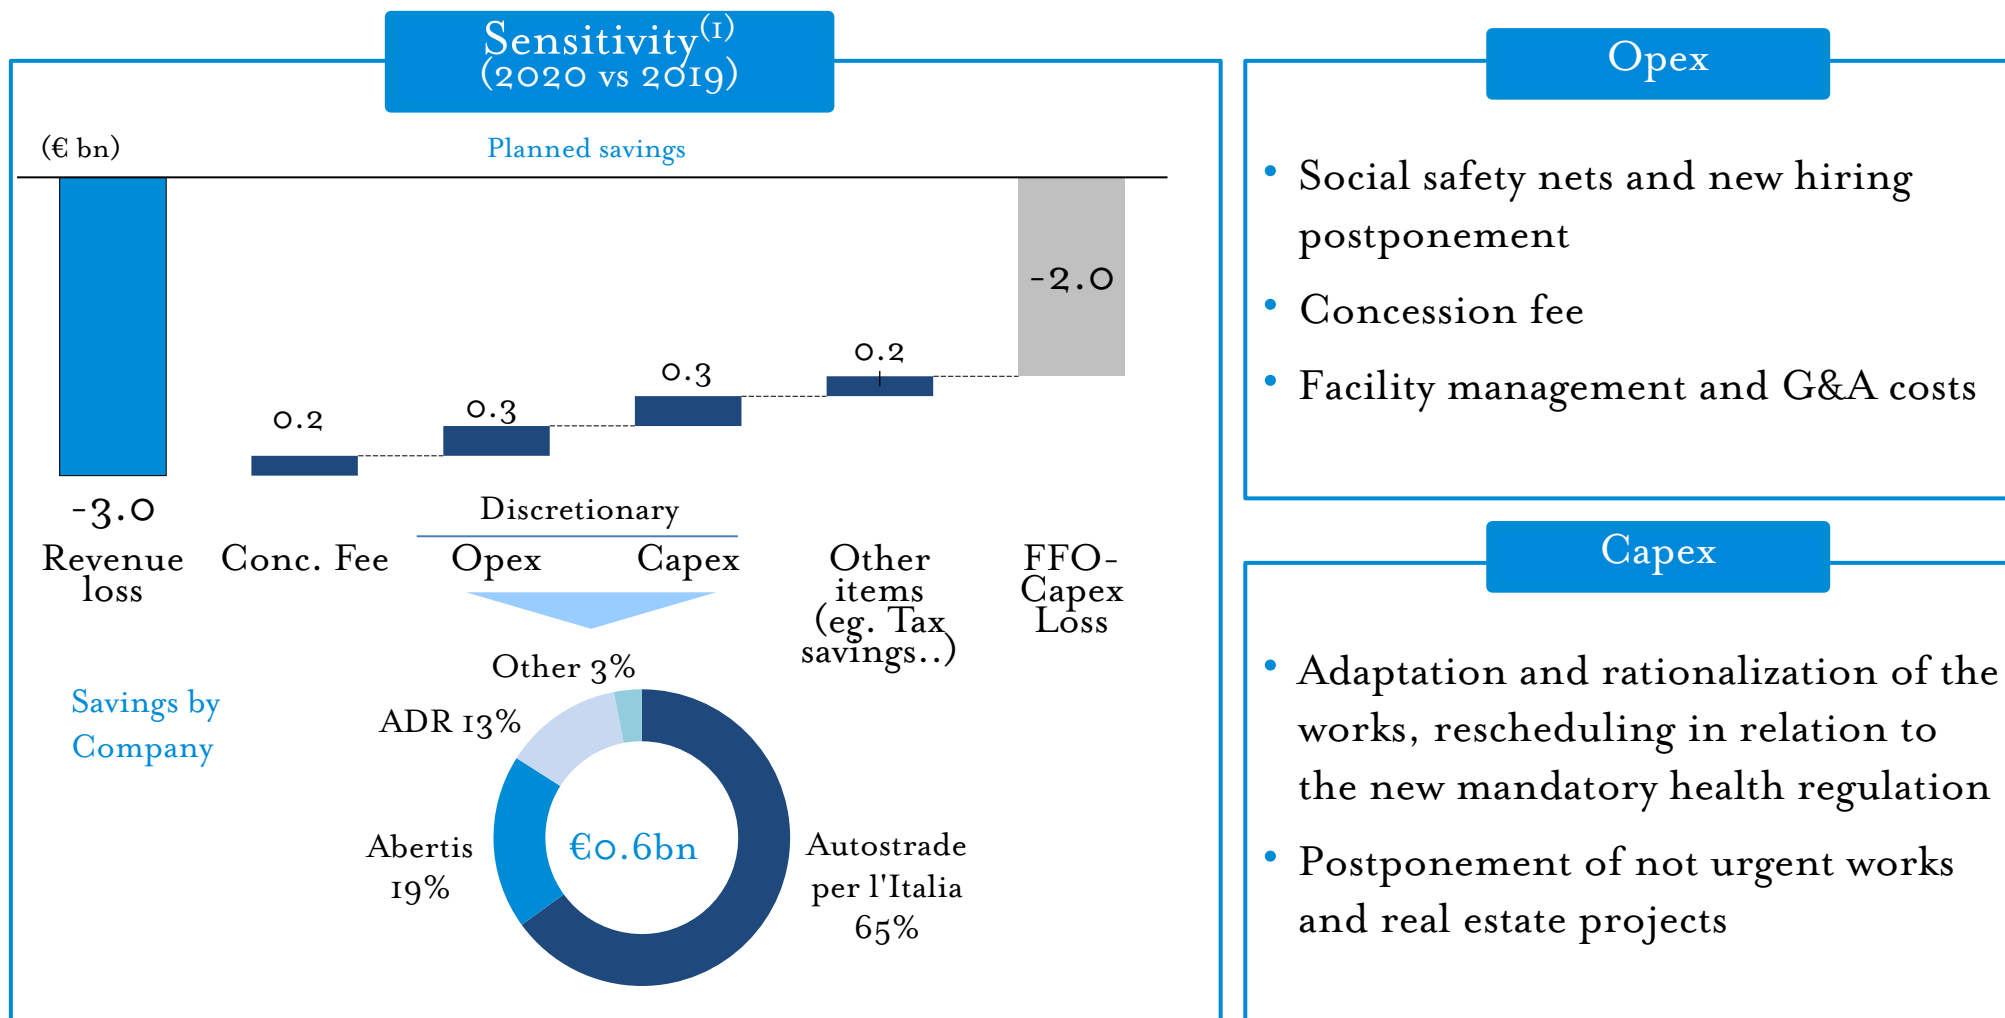 Sensitivity(1)
(2020 vs 2019)
(€ bn)
Planned savings
-2.0
0.2
0.3
0.3
0.2
-3.0
Discretionary
Revenue
loss
Conc. Fee
Opex
Capex
Other
items
(eg. Tax
savings..)
FFO-
Capex
Loss
Savings by
Company
Other 3%
ADR 13%
Abertis
19%
€0.6bn
Autostrade
per l'Italia
65%
Opex
• Social safety nets and new hiring
postponement
• Concession fee
• Facility management and G&A costs
Capex
• Adaptation and rationalization of the
works, rescheduling in relation to
the new mandatory health regulation
• Postponement of not urgent works
and real estate projects